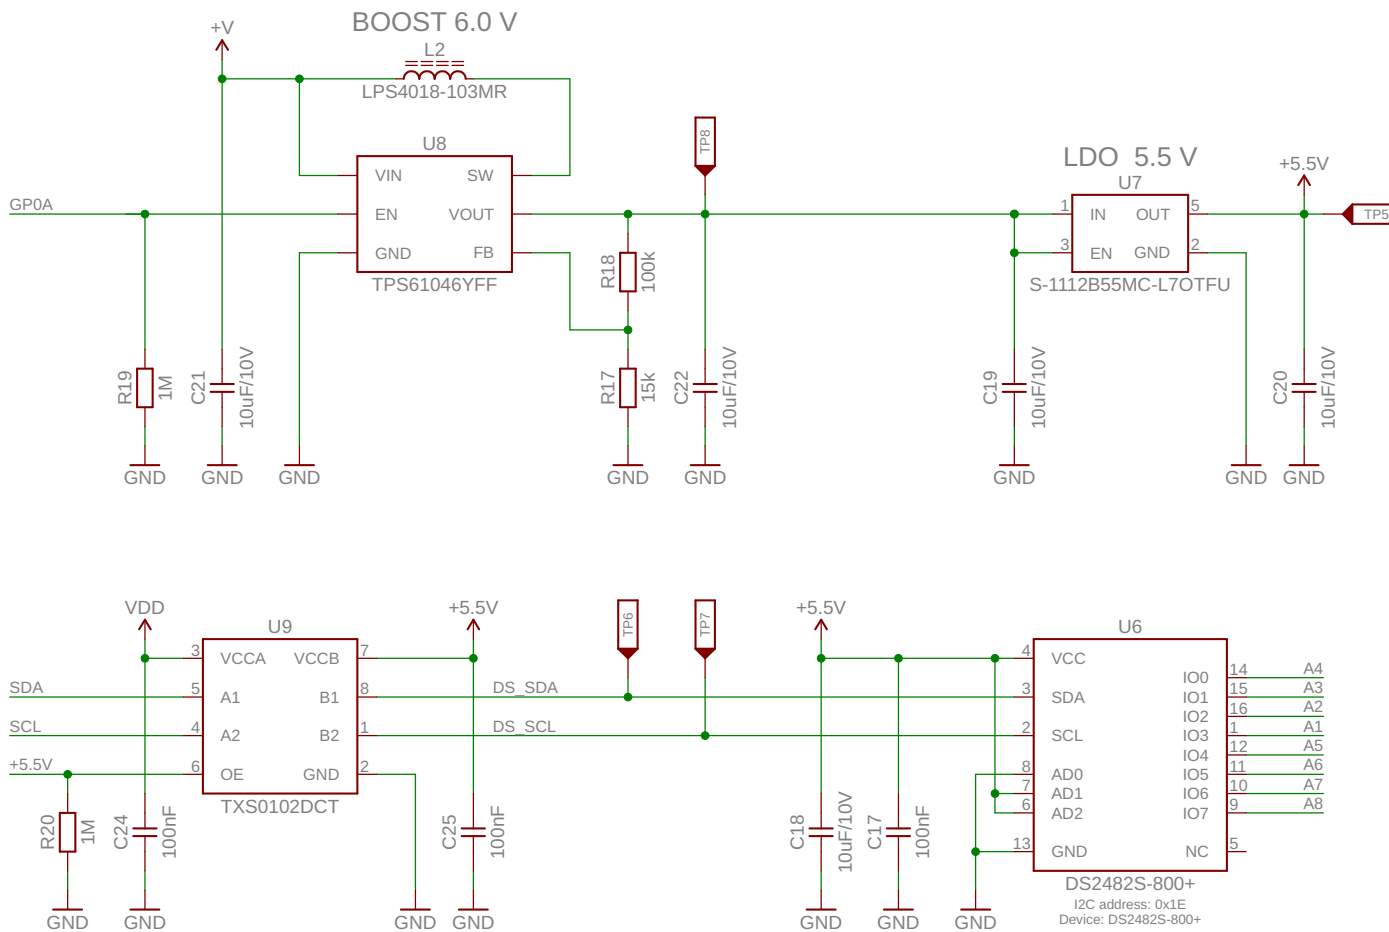 BOOST 6.0 V
+V
L2
LPS4018-103MR
U8
VIN
SW
EN
VOUT
GND
FB
TPS61046YFF
GP0A
TP8
R18
100k
R19
1M
C21
10uF/10V
R17
15k
C22
10uF/10V
GND
GND
GND
GND
GND
LDO 5.5 V
U7
+5.5V
1
IN
OUT
5
TP5
3
EN
GND
2
S-1112B55MC-L7OTFU
C19
10uF/10V
C20
10uF/10V
GND
GND
GND
VDD
U9
+5.5V
3
VCCA
VCCB
7
SDA
5
A1
B1
8
DS_SDA
SCL
4
A2
B2
1
DS_SCL
+5.5V
6
OE
GND
2
TXS0102DCT
R20
1M
C24
100nF
C25
100nF
GND
GND
GND
GND
TP6
TP7
+5.5V
U6
4
VCC
3
SDA
2
SCL
8
AD0
7
AD1
6
AD2
13
GND
IO0
14
A4
IO1
15
A3
IO2
16
A2
IO3
1
A1
IO4
12
A5
IO5
11
A6
IO6
10
A7
IO7
9
A8
NC
5
C18
10uF/10V
C17
100nF
GND
GND
GND
DS2482S-800+
I2C address: 0x1E
Device: DS2482S-800+